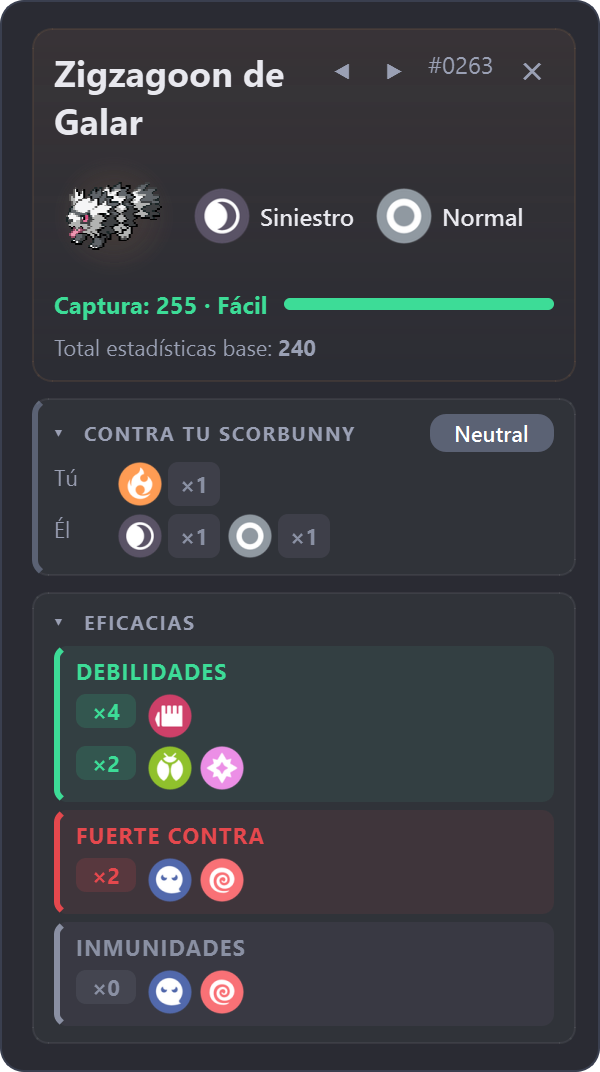 Zigzagoon de
Galar
◀ ▶ #0263 ✕
Siniestro Normal
Captura: 255 · Fácil
Total estadísticas base: 240
▾ CONTRA TU SCORBUNNY Neutral
Tú ×1
Él ×1 ×1
▾ EFICACIAS
DEBILIDADES
×4
×2
FUERTE CONTRA
×2
INMUNIDADES
×0